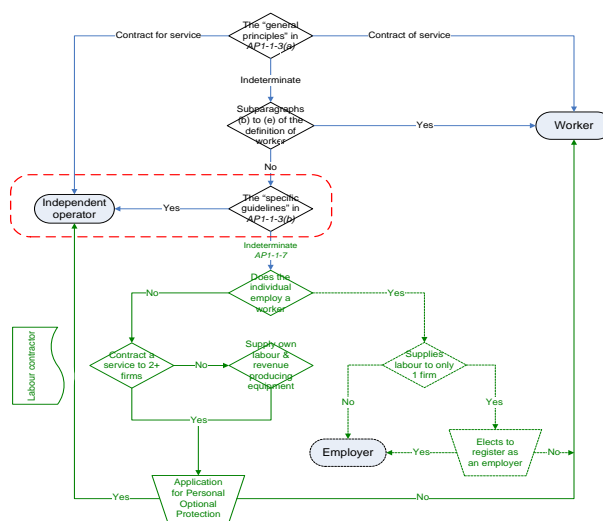 The “general
principles” in
AP1-1-3(a)
Contract for service
Contract of service
Indeterminate
Subparagraphs
(b) to (e) of the
definition of
worker
Yes
Worker
No
Independent
operator
Yes
The “specific
guidelines” in
AP1-1-3(b)
Indeterminate
AP1-1-7
Does the
individual employ a
worker
No
Yes
Labour contractor
Contract a
service to 2+
firms
No
Supply own
labour &
revenue
producing
equipment
Supplies
labour to only
1 firm
No
Yes
Yes
Employer
Yes
Elects to
register as
an employer
No
Application
for Personal
Optional
Protection
Yes
No